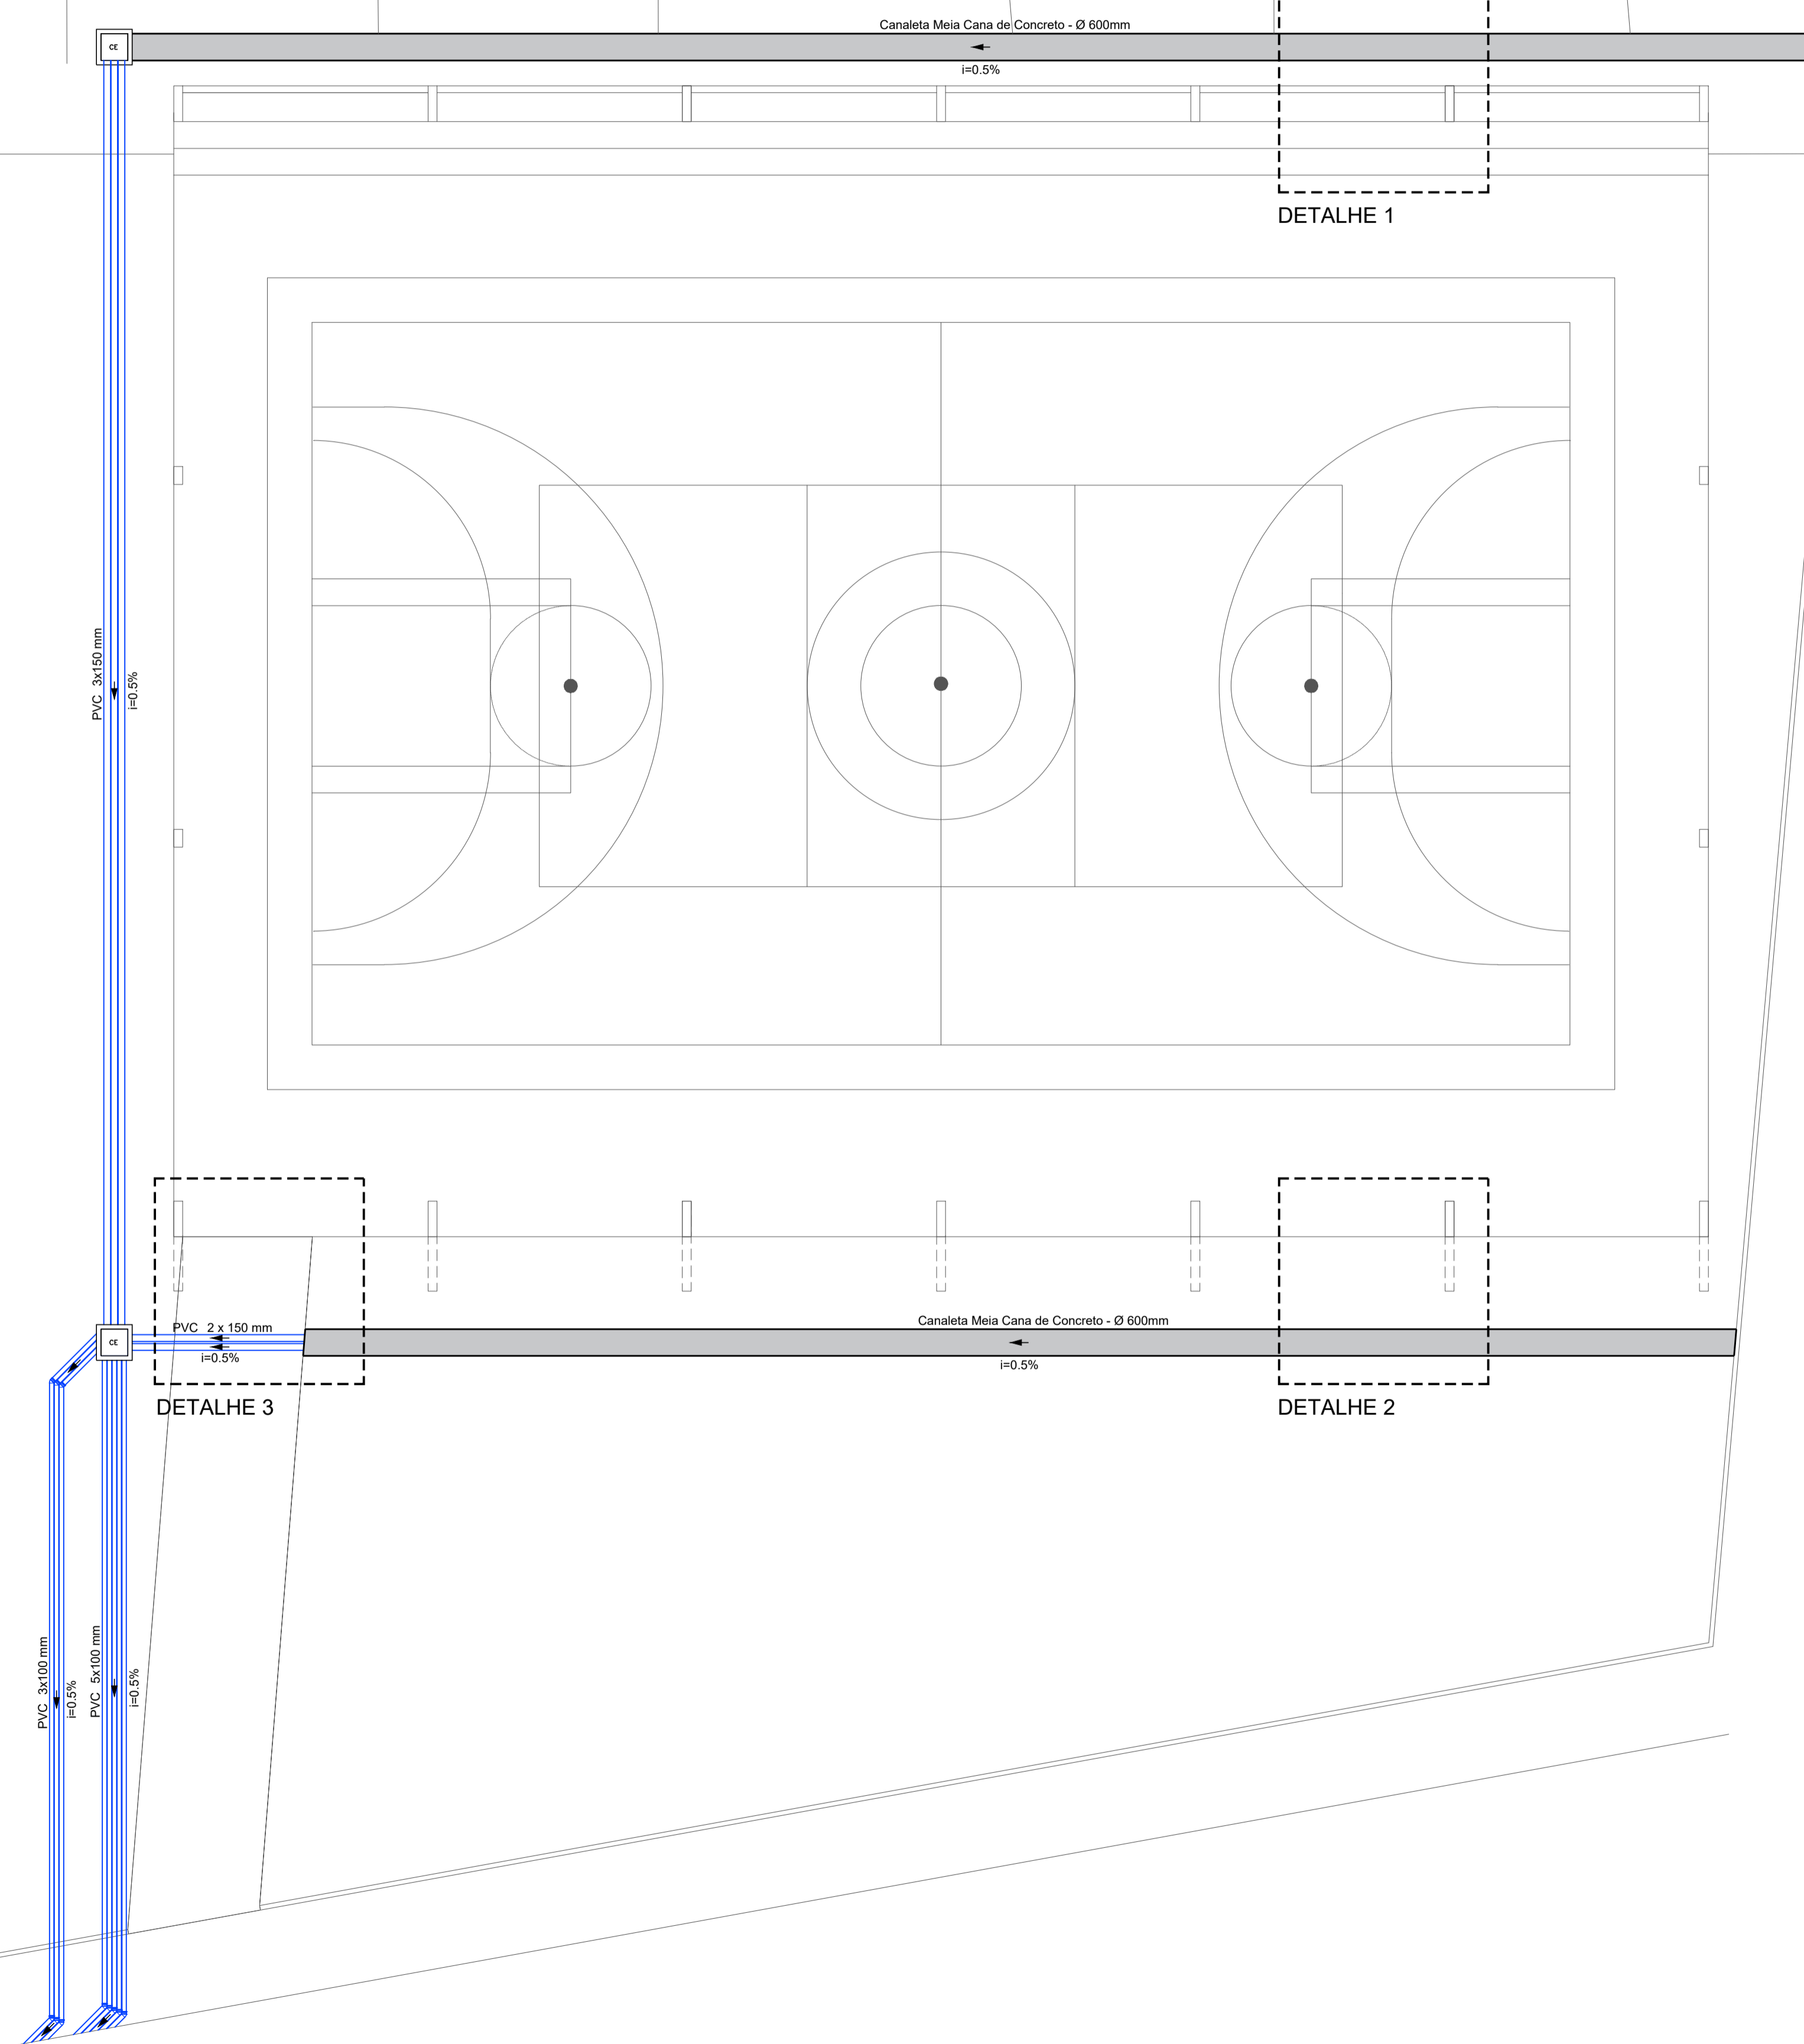 Canaleta Meia Cana de Concreto - Ø 600mm
CE
i=0.5%
DETALHE 1
PVC 3x150 mm
i=0.5%
Canaleta Meia Cana de Concreto - Ø 600mm
PVC 2 x 150 mm
CE
i=0.5%
i=0.5%
DETALHE 3
DETALHE 2
PVC 3x100 mm
i=0.5%
PVC 5x100 mm
i=0.5%